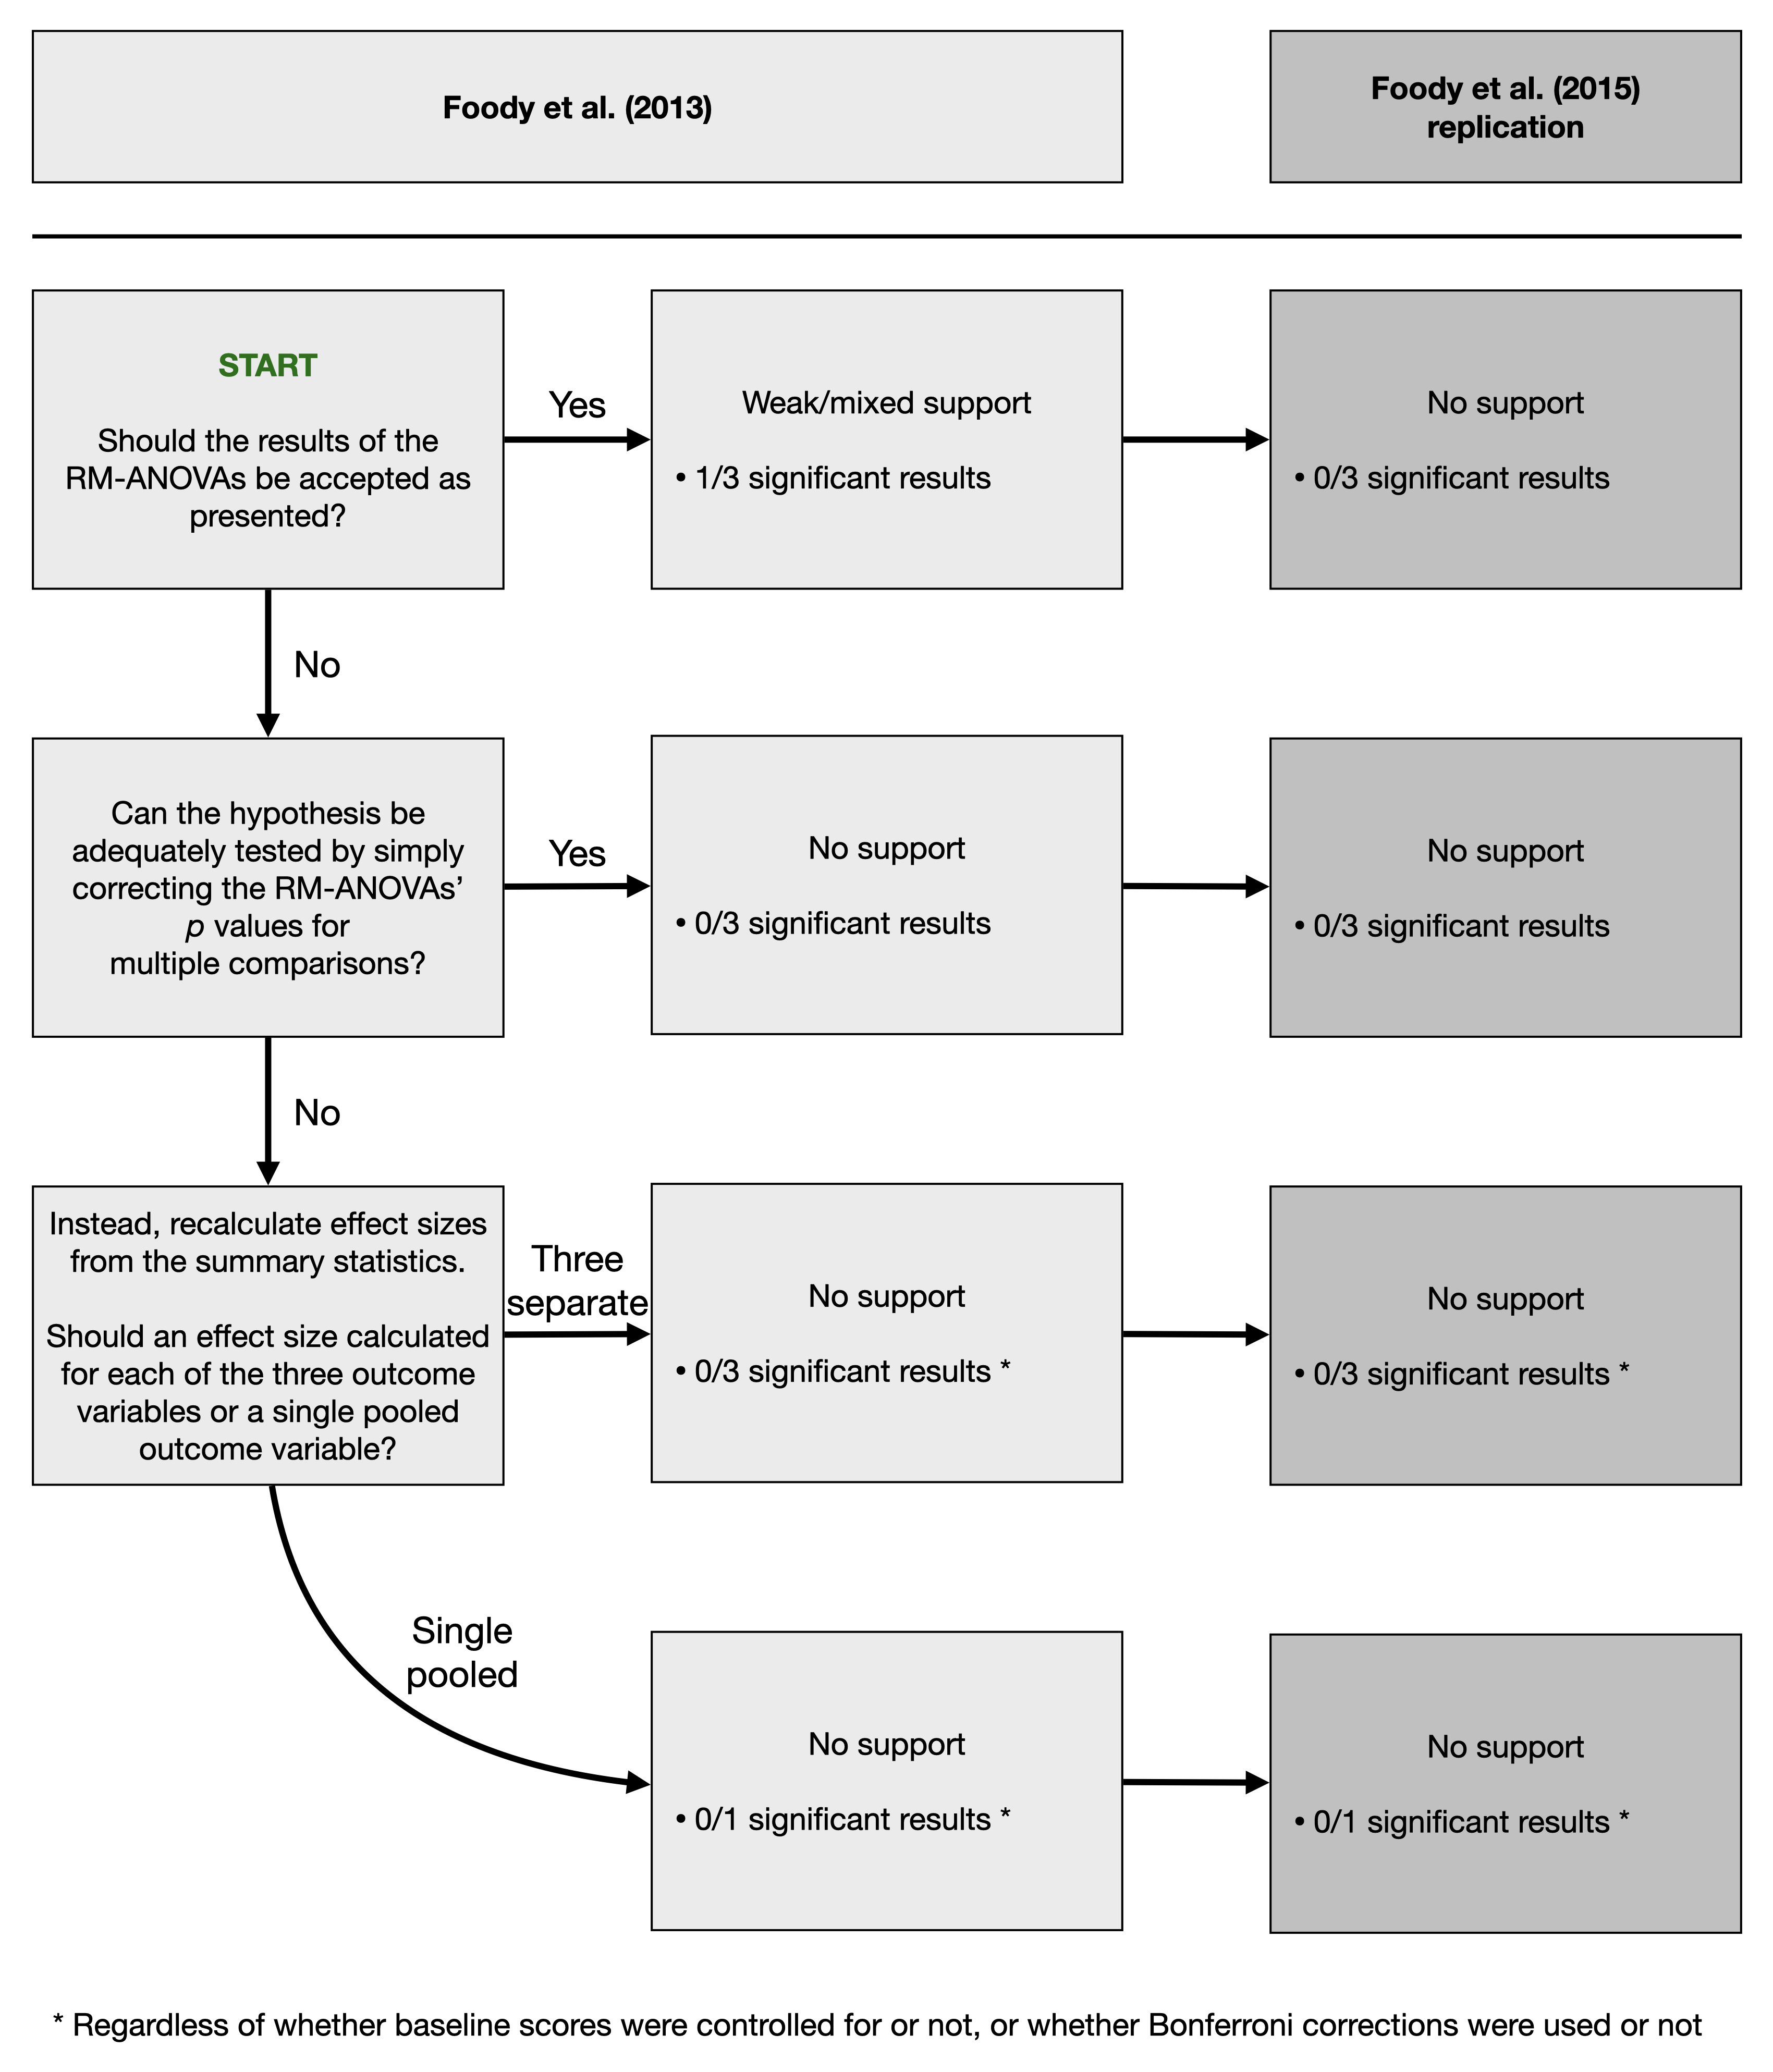 Foody et al. (2013)
Foody et al. (2015)
replication
START
Should the results of the
RM-ANOVAs be accepted as
presented?
Yes
Weak/mixed support
• 1/3 significant results
No support
• 0/3 significant results
No
Can the hypothesis be
adequately tested by simply
correcting the RM-ANOVAs’
p values for
multiple comparisons?
Yes
No support
• 0/3 significant results
No support
• 0/3 significant results
No
Instead, recalculate effect sizes
from the summary statistics.
Should an effect size calculated
for each of the three outcome
variables or a single pooled
outcome variable?
Three
separate
No support
• 0/3 significant results *
No support
• 0/3 significant results *
Single
pooled
No support
• 0/1 significant results *
No support
• 0/1 significant results *
* Regardless of whether baseline scores were controlled for or not, or whether Bonferroni corrections were used or not